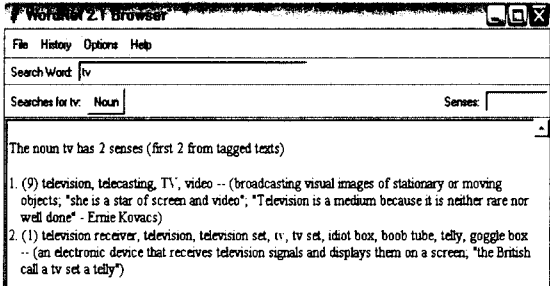 WordNet 2.1 Browser
File History Options Help
Search Word: tv
Searches for tv: Noun Senses:
The noun tv has 2 senses (first 2 from tagged texts)
1. (9) television, telecasting, TV, video -- (broadcasting visual images of stationary or moving
objects; "she is a star of screen and video"; "Television is a medium because it is neither rare nor
well done" - Ernie Kovacs)
2. (1) television receiver, television, television set, tv, tv set, idiot box, boob tube, telly, goggle box
-- (an electronic device that receives television signals and displays them on a screen; "the British
call a tv set a telly")